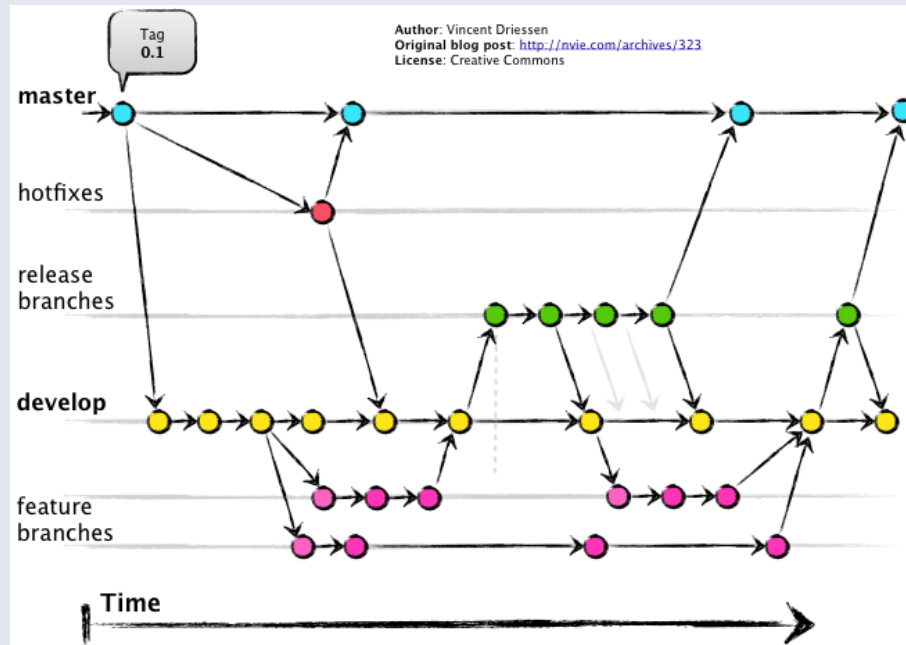 Tag
0.1
Author: Vincent Driessen
Original blog post: http://nvie.com/archives/323
License: Creative Commons
master
hotfixes
release
branches
develop
feature
branches
Time